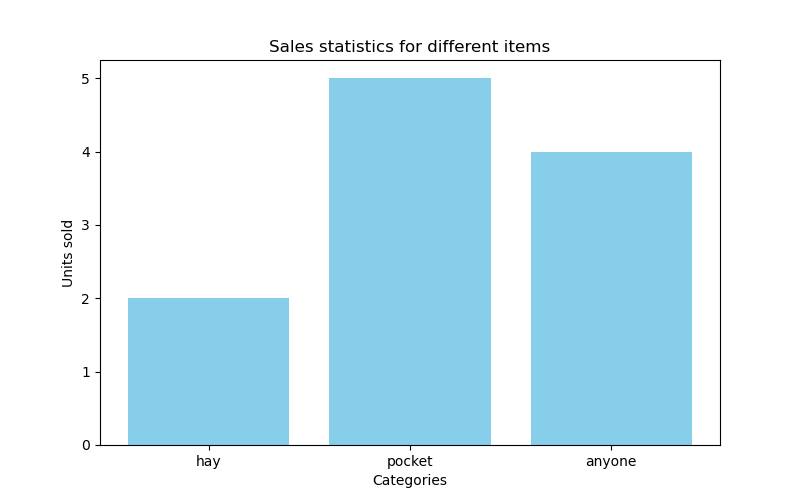 Sales statistics for different items
Units sold
5
4
3
2
1
0
hay pocket anyone
Categories